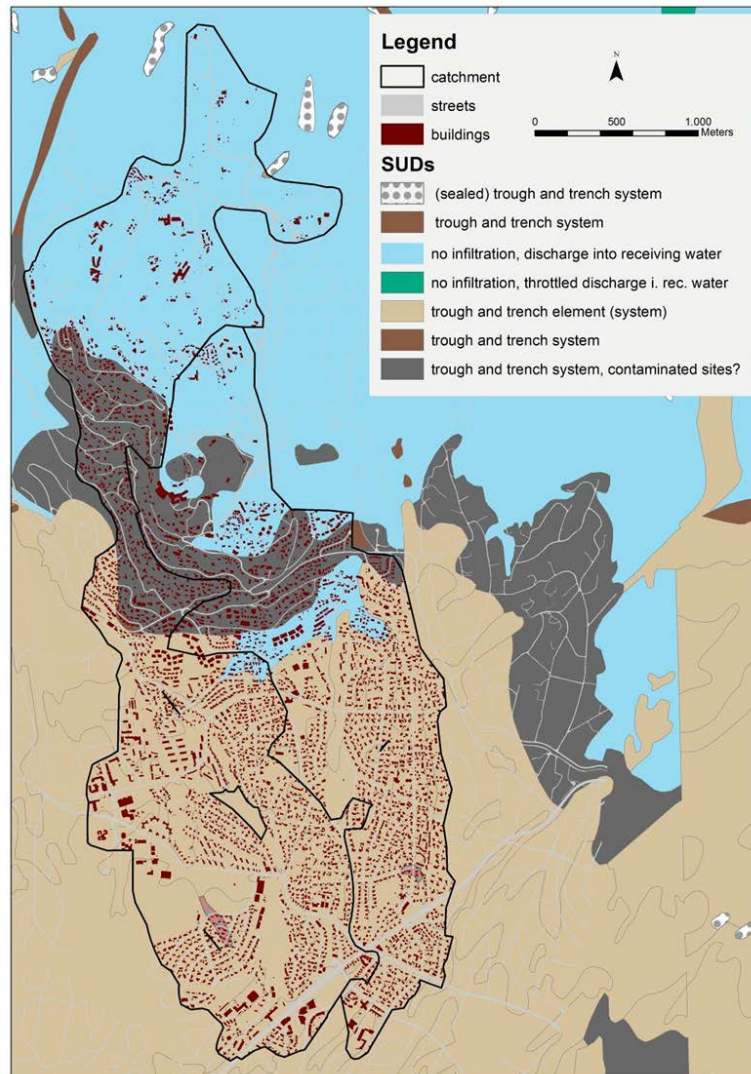 Legend
catchment
streets
buildings
N
0 500 1.000
Meters
SUDs
(sealed) trough and trench system
trough and trench system
no infiltration, discharge into receiving water
no infiltration, throttled discharge i. rec. water
trough and trench element (system)
trough and trench system
trough and trench system, contaminated sites?